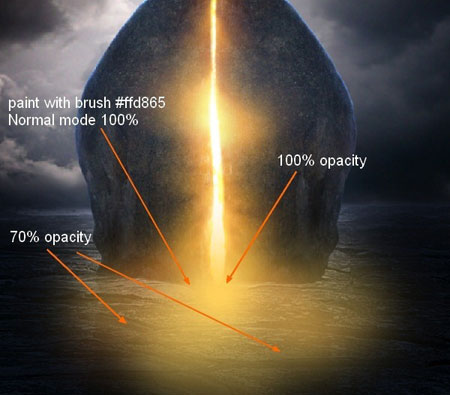 paint with brush #ffd865
Normal mode 100%
100% opacity
70% opacity